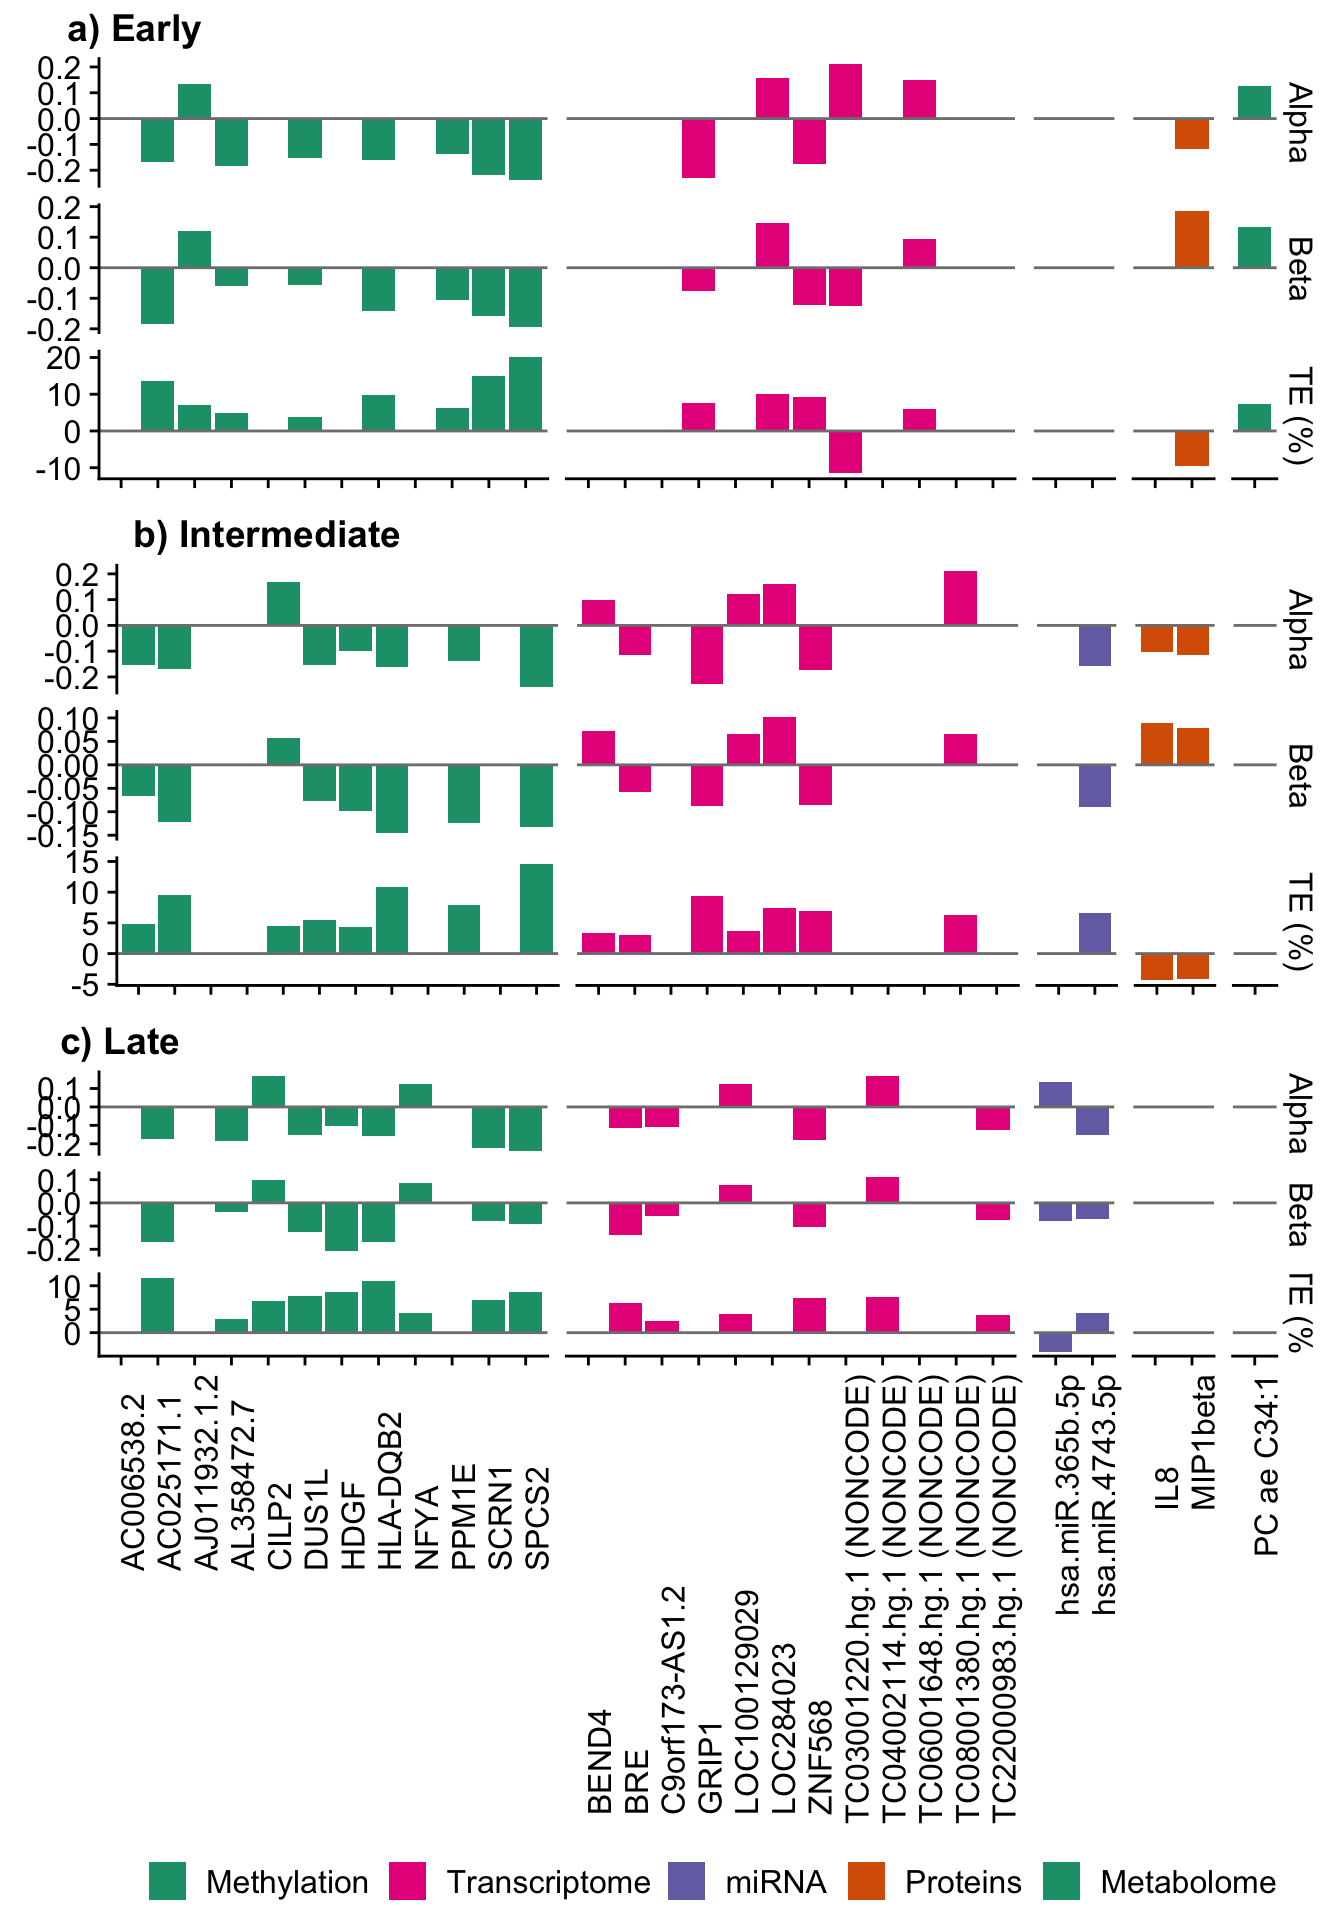 a) Early
0.2
0.1
0.0
-0.1
-0.2
Alpha
0.2
0.1
0.0
-0.1
-0.2
Beta
20
10
0
-10
TE (%)
b) Intermediate
0.2
0.1
0.0
-0.1
-0.2
Alpha
0.10
0.05
0.00
-0.05
-0.10
-0.15
Beta
15
10
5
0
-5
TE (%)
c) Late
0.1
0.0
-0.1
-0.2
Alpha
0.1
0.0
-0.1
-0.2
Beta
10
5
0
TE (%
AC006538.2
AC025171.1
AJ011932.1.2
AL358472.7
CILP2
DUS1L
HDGF
HLA-DQB2
NFYA
PPM1E
SCRN1
SPCS2
BEND4
BRE
C9orf173-AS1.2
GRIP1
LOC100129029
LOC284023
ZNF568
TC03001220.hg.1 (NONCODE)
TC04002114.hg.1 (NONCODE)
TC06001648.hg.1 (NONCODE)
TC08001380.hg.1 (NONCODE)
TC22000983.hg.1 (NONCODE)
hsa.miR.365b.5p
hsa.miR.4743.5p
IL8
MIP1beta
PC ae C34:1
Methylation Transcriptome miRNA Proteins Metabolome